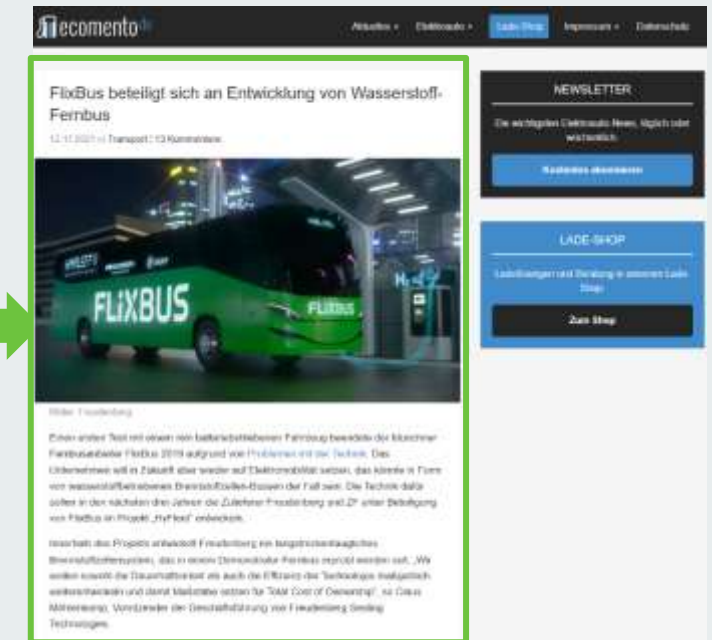 ecomento de
Aktuelles
Elektroauto
Lade-Shop
Impressum
Datenschutz
FlixBus beteiligt sich an Entwicklung von Wasserstoff-
Fernbus
in Transport | 13 Kommentare
FLiXBUS
FLiXBUS
H₂
Bilder: Freudenberg
Einen ersten Test mit einem rein batteriebetriebenen Fahrzeug beendete der Münchner
Fernbusanbieter FlixBus 2019 aufgrund von Problemen mit der Technik. Das
Unternehmen will in Zukunft aber wieder auf Elektromobilität setzen, das könnte in Form
von wasserstoffbetriebenen Brennstoffzellen-Bussen der Fall sein. Die Technik dafür
sollen in den nächsten drei Jahren die Zulieferer Freudenberg und ZF unter Beteiligung
von FlixBus im Projekt „HyFleet“ entwickeln.
Innerhalb des Projekts entwickelt Freudenberg ein langstreckentaugliches
Brennstoffzellensystem, das in einem Demonstrator-Fernbus erprobt werden soll. „Wir
wollen sowohl die Dauerhaltbarkeit als auch die Effizienz der Technologie maßgeblich
weiterentwickeln und damit Maßstäbe setzen für Total Cost of Ownership“, so Claus
Möhlenkamp, Vorsitzender der Geschäftsführung von Freudenberg Sealing
Technologies.
NEWSLETTER
Die wichtigsten Elektroauto-News, täglich oder
wöchentlich.
Kostenlos abonnieren
LADE-SHOP
Ladelösungen und Beratung in unserem Lade-
Shop
Zum Shop